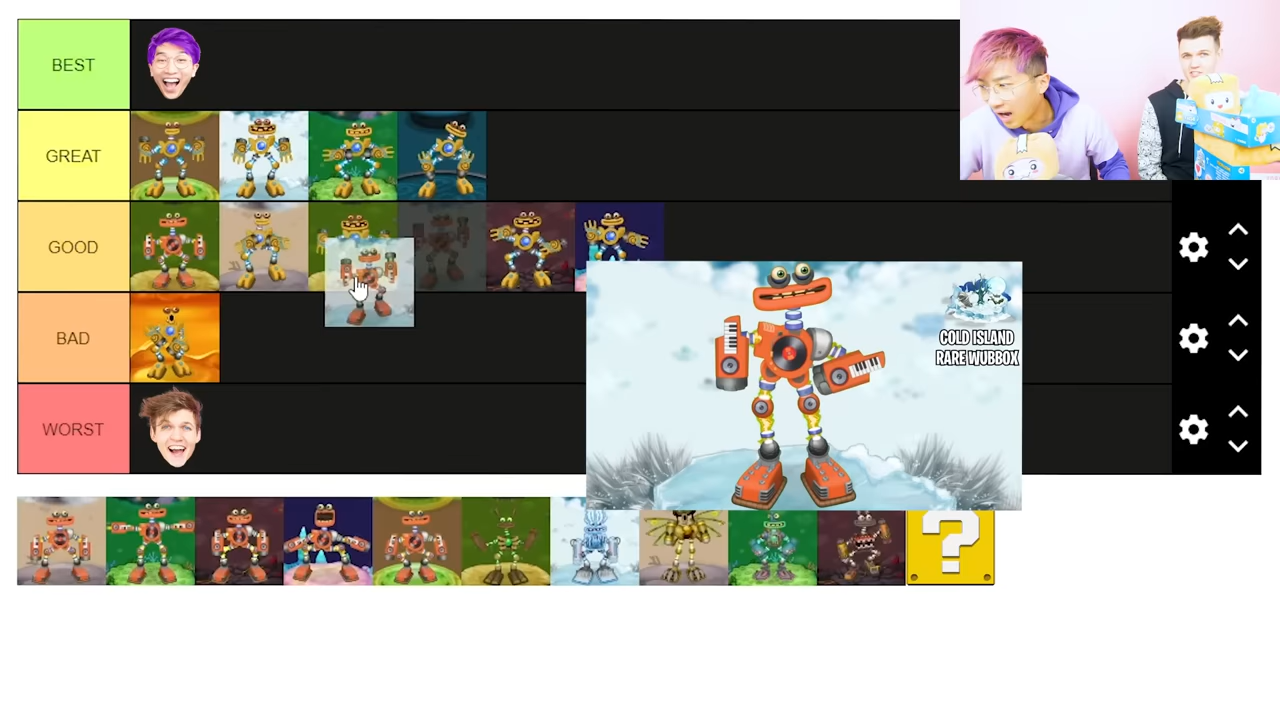 BEST
GREAT
GOOD
BAD
WORST
COLD ISLAND
RARE WUBBOX
?